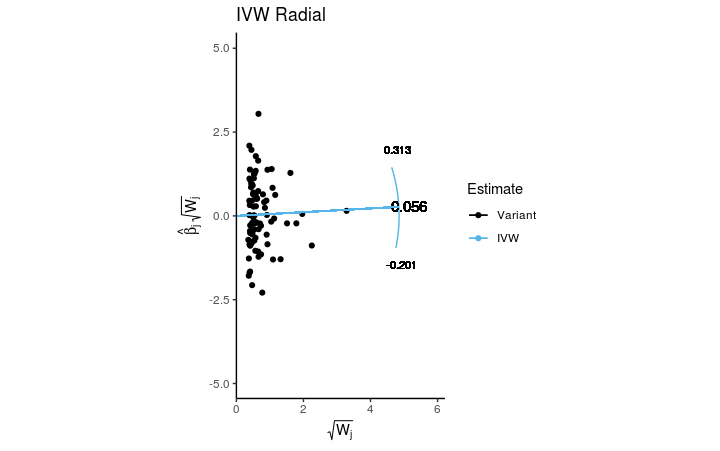 IVW Radial
5.0
2.5
0.0
-2.5
-5.0
0
2
4
6
β̂ⱼ√Wⱼ
√Wⱼ
0.313
0.056
-0.201
Estimate
Variant
IVW